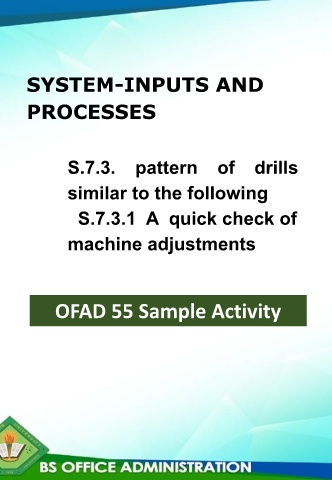 SYSTEM-INPUTS AND
PROCESSES
S.7.3. pattern of drills
similar to the following
S.7.3.1 A quick check of
machine adjustments
OFAD 55 Sample Activity
BS OFFICE ADMINISTRATION